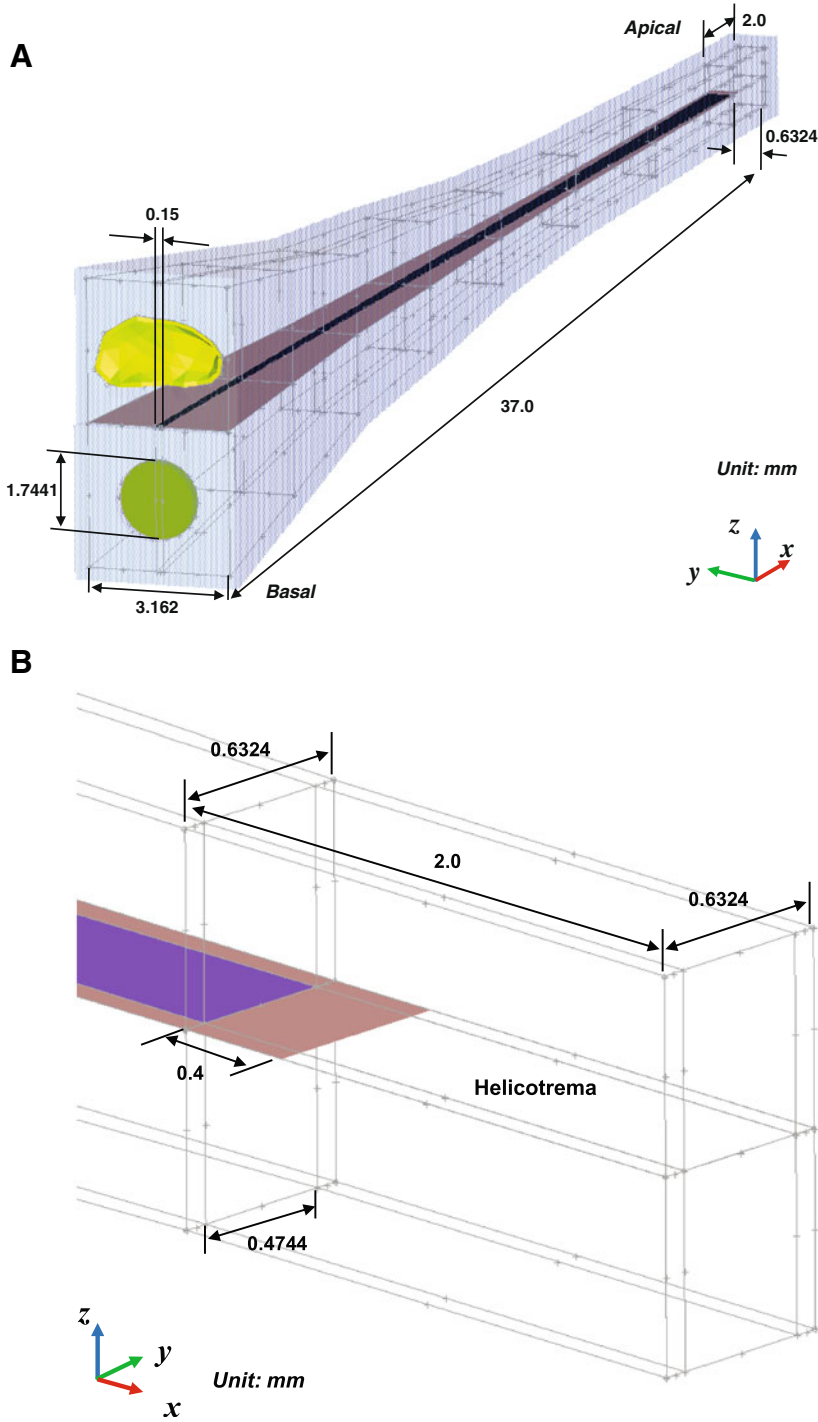 A
Apical
2.0
0.6324
0.15
37.0
1.7441
Unit: mm
z
x
y
3.162
Basal
B
0.6324
2.0
0.6324
0.4
Helicotrema
0.4744
z
y
x
Unit: mm